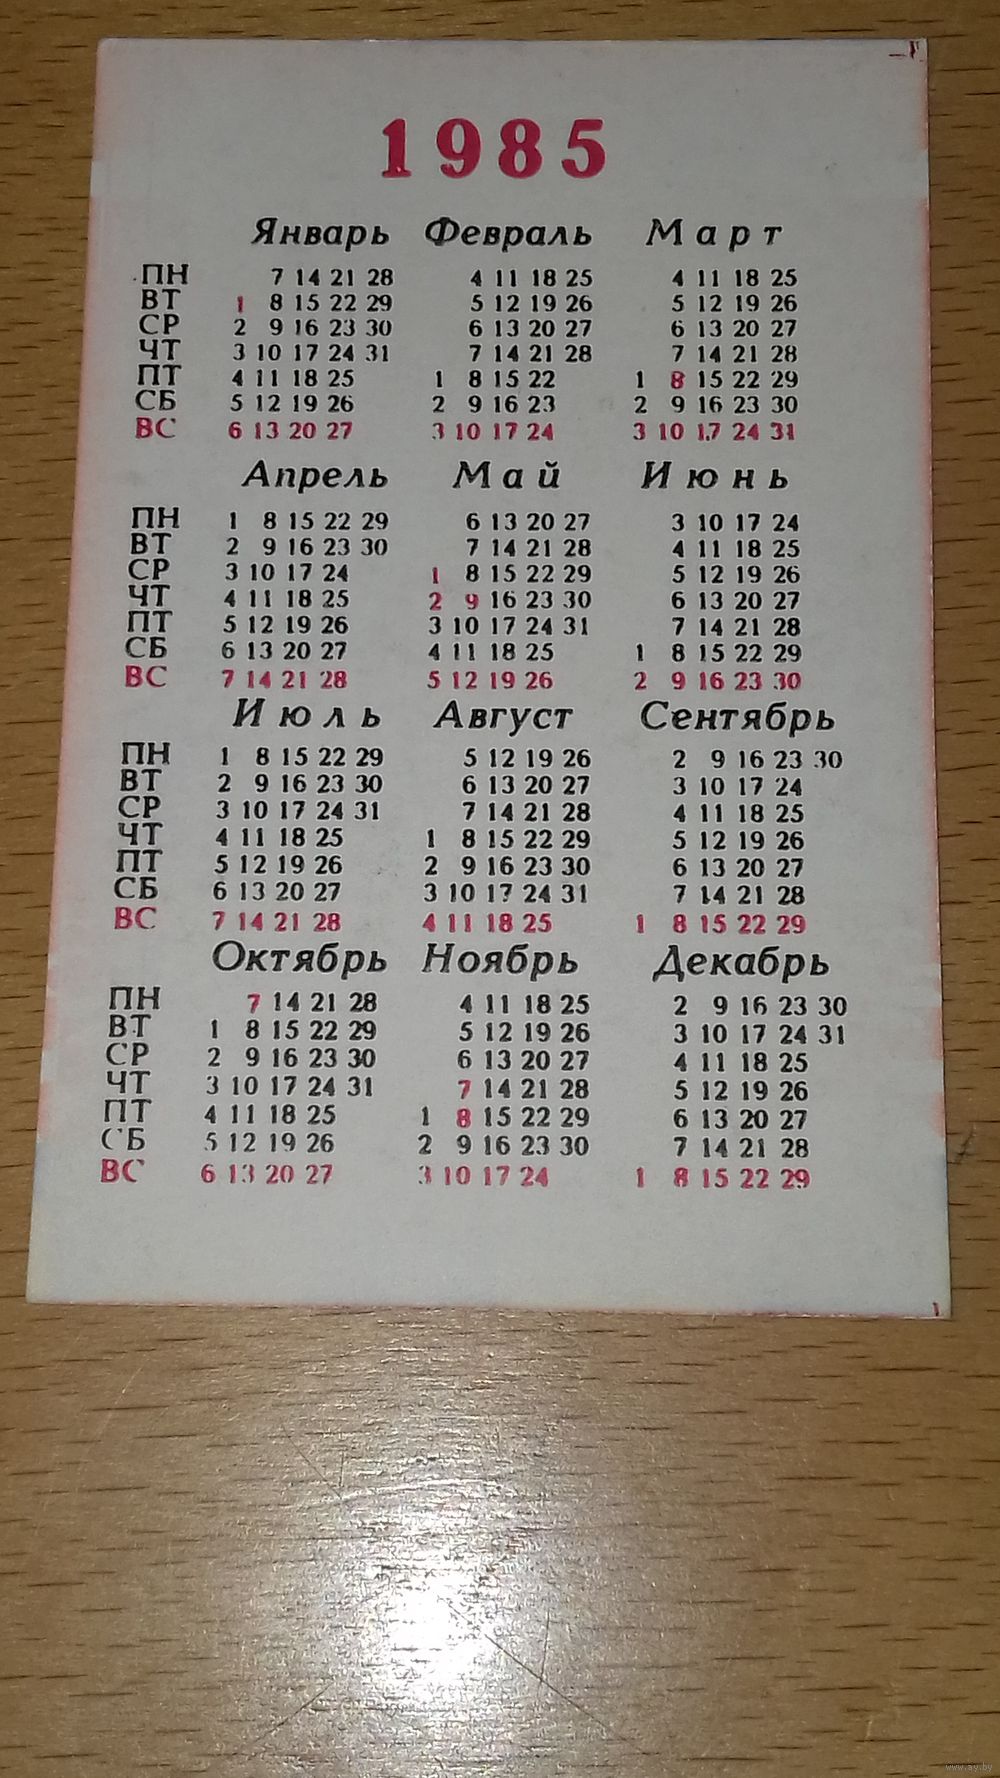 1985
Январь Февраль Март
ПН 7 14 21 28 4 11 18 25 4 11 18 25
ВТ 1 8 15 22 29 5 12 19 26 5 12 19 26
СР 2 9 16 23 30 6 13 20 27 6 13 20 27
ЧТ 3 10 17 24 31 7 14 21 28 7 14 21 28
ПТ 4 11 18 25 1 8 15 22 1 8 15 22 29
СБ 5 12 19 26 2 9 16 23 2 9 16 23 30
ВС 6 13 20 27 3 10 17 24 3 10 17 24 31
Апрель Май Июнь
ПН 1 8 15 22 29 6 13 20 27 3 10 17 24
ВТ 2 9 16 23 30 7 14 21 28 4 11 18 25
СР 3 10 17 24 1 8 15 22 29 5 12 19 26
ЧТ 4 11 18 25 2 9 16 23 30 6 13 20 27
ПТ 5 12 19 26 3 10 17 24 31 7 14 21 28
СБ 6 13 20 27 4 11 18 25 1 8 15 22 29
ВС 7 14 21 28 5 12 19 26 2 9 16 23 30
Июль Август Сентябрь
ПН 1 8 15 22 29 5 12 19 26 2 9 16 23 30
ВТ 2 9 16 23 30 6 13 20 27 3 10 17 24
СР 3 10 17 24 31 7 14 21 28 4 11 18 25
ЧТ 4 11 18 25 1 8 15 22 29 5 12 19 26
ПТ 5 12 19 26 2 9 16 23 30 6 13 20 27
СБ 6 13 20 27 3 10 17 24 31 7 14 21 28
ВС 7 14 21 28 4 11 18 25 1 8 15 22 29
Октябрь Ноябрь Декабрь
ПН 7 14 21 28 4 11 18 25 2 9 16 23 30
ВТ 1 8 15 22 29 5 12 19 26 3 10 17 24 31
СР 2 9 16 23 30 6 13 20 27 4 11 18 25
ЧТ 3 10 17 24 31 7 14 21 28 5 12 19 26
ПТ 4 11 18 25 1 8 15 22 29 6 13 20 27
СБ 5 12 19 26 2 9 16 23 30 7 14 21 28
ВС 6 13 20 27 3 10 17 24 1 8 15 22 29
www.ay.by